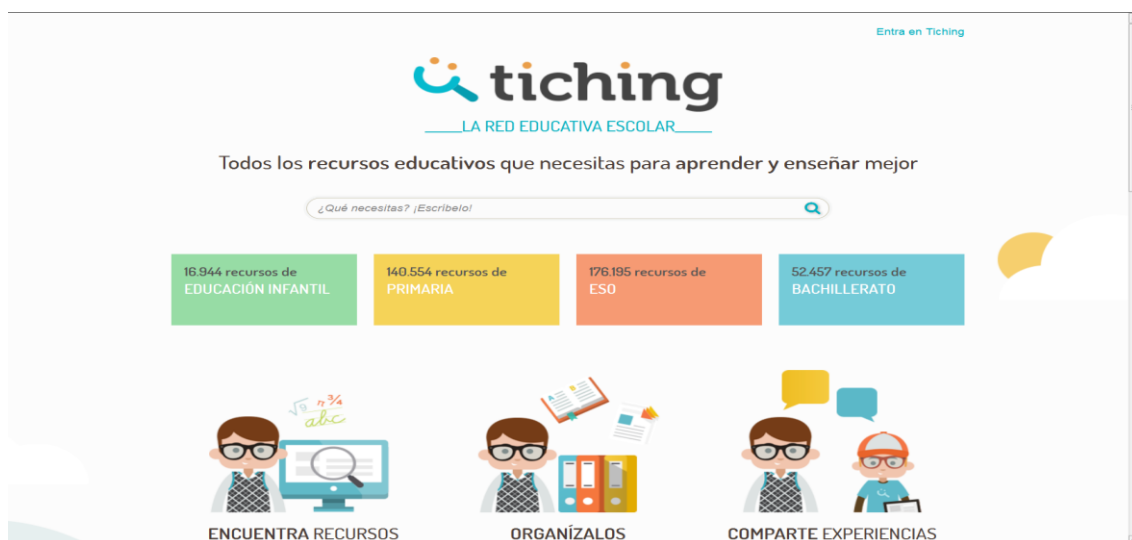 Entra en Tiching
tiching
LA RED EDUCATIVA ESCOLAR
Todos los recursos educativos que necesitas para aprender y enseñar mejor
¿Qué necesitas? ¡Escríbelo!
16.944 recursos de
EDUCACIÓN INFANTIL
140.554 recursos de
PRIMARIA
176.195 recursos de
ESO
52.457 recursos de
BACHILLERATO
abc
ENCUENTRA RECURSOS
ORGANÍZALOS
COMPARTE EXPERIENCIAS